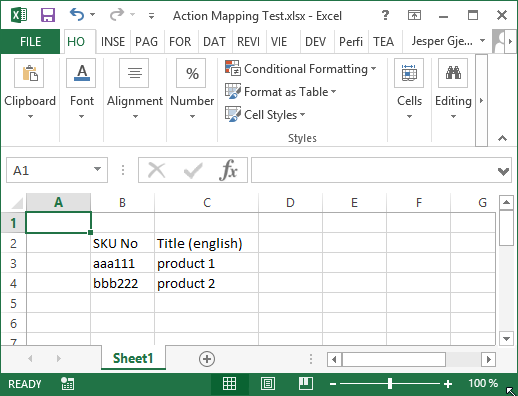 Action Mapping Test.xlsx - Excel
FILE HO INSE PAG FOR DAT REVI VIE DEV Perfi TEA Jesper Gje...
Clipboard Font Alignment Number Conditional Formatting Format as Table Cell Styles Cells Editing
Styles
A1 fx
A B C D E F G
1
2 SKU No Title (english)
3 aaa111 product 1
4 bbb222 product 2
5
6
7
Sheet1
READY 100 %